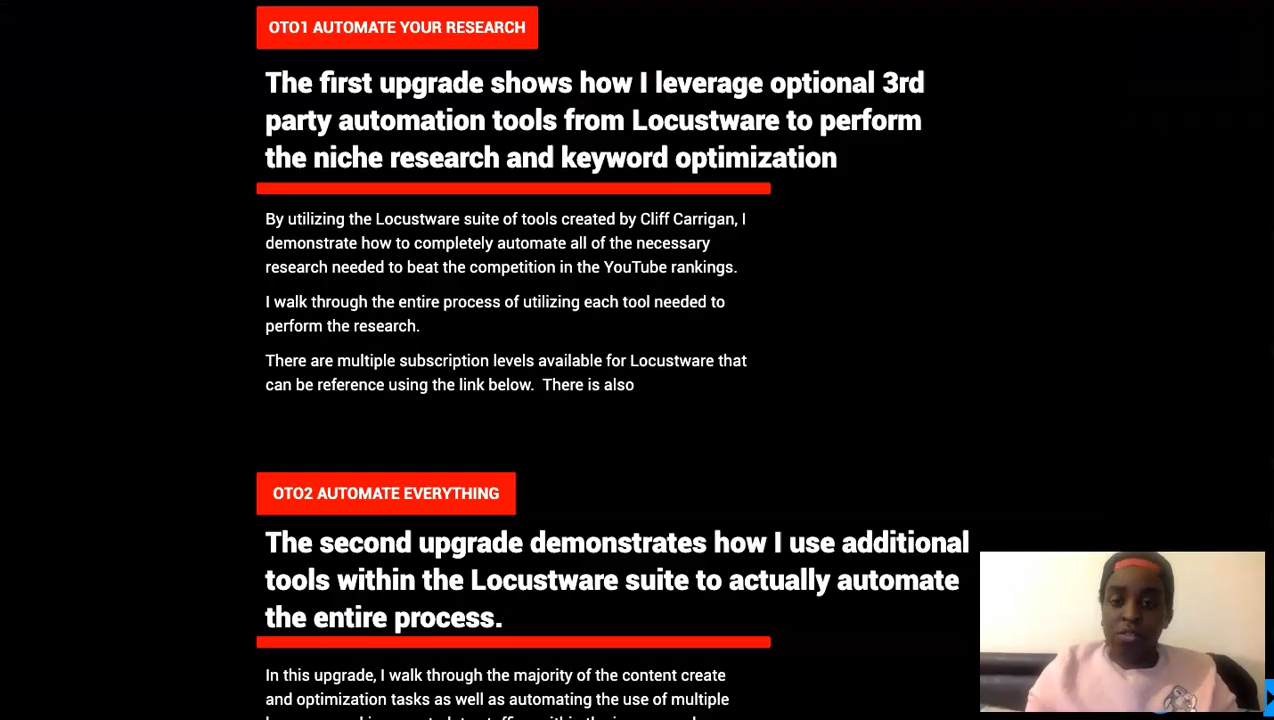 OTO1 AUTOMATE YOUR RESEARCH
The first upgrade shows how I leverage optional 3rd
party automation tools from Locustware to perform
the niche research and keyword optimization
By utilizing the Locustware suite of tools created by Cliff Carrigan, I
demonstrate how to completely automate all of the necessary
research needed to beat the competition in the YouTube rankings.
I walk through the entire process of utilizing each tool needed to
perform the research.
There are multiple subscription levels available for Locustware that
can be reference using the link below. There is also
OTO2 AUTOMATE EVERYTHING
The second upgrade demonstrates how I use additional
tools within the Locustware suite to actually automate
the entire process.
In this upgrade, I walk through the majority of the content create
and optimization tasks as well as automating the use of multiple